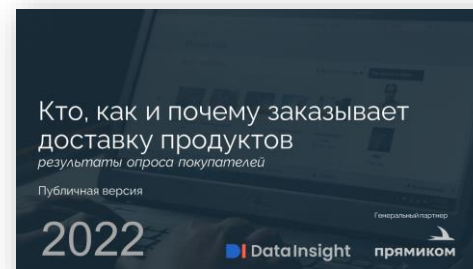 Кто, как и почему заказывает
доставку продуктов
результаты опроса покупателей
Публичная версия
Генеральный партнер
2022
DataInsight
прямиком